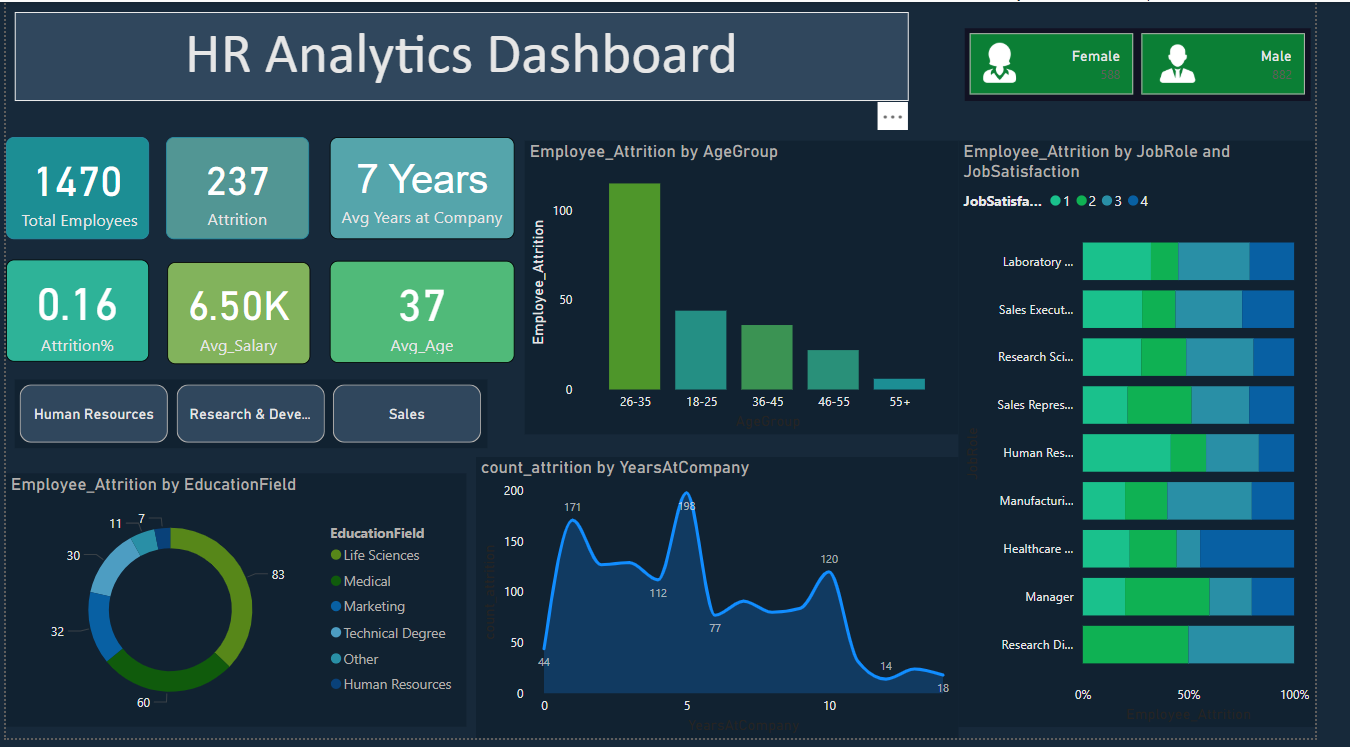 HR Analytics Dashboard
Female
588
Male
882
1470
Total Employees
237
Attrition
7 Years
Avg Years at Company
0.16
Attrition%
6.50K
Avg_Salary
37
Avg_Age
Human Resources
Research & Deve...
Sales
Employee_Attrition by AgeGroup
Employee_Attrition
100
50
0
26-35
18-25
36-45
46-55
55+
AgeGroup
Employee_Attrition by JobRole and
JobSatisfaction
JobSatisfa...
1
2
3
4
JobRole
Laboratory ...
Sales Execut...
Research Sci...
Sales Repres...
Human Res...
Manufacturi...
Healthcare ...
Manager
Research Di...
0%
50%
100%
Employee_Attrition
Employee_Attrition by EducationField
7
11
30
32
60
83
EducationField
Life Sciences
Medical
Marketing
Technical Degree
Other
Human Resources
count_attrition by YearsAtCompany
count_attrition
200
150
100
50
0
44
171
112
198
77
120
14
18
0
5
10
YearsAtCompany